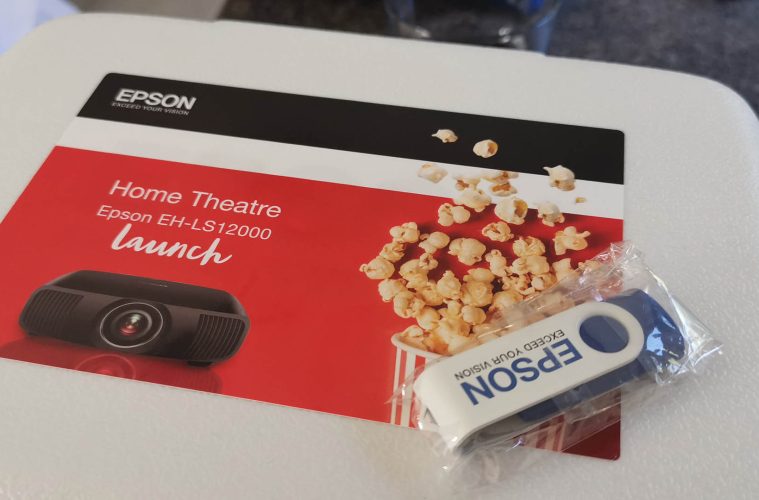 EPSON
EXCEED YOUR VISION
Home Theatre
Epson EH-LS12000
launch
EPSON
EXCEED YOUR VISION